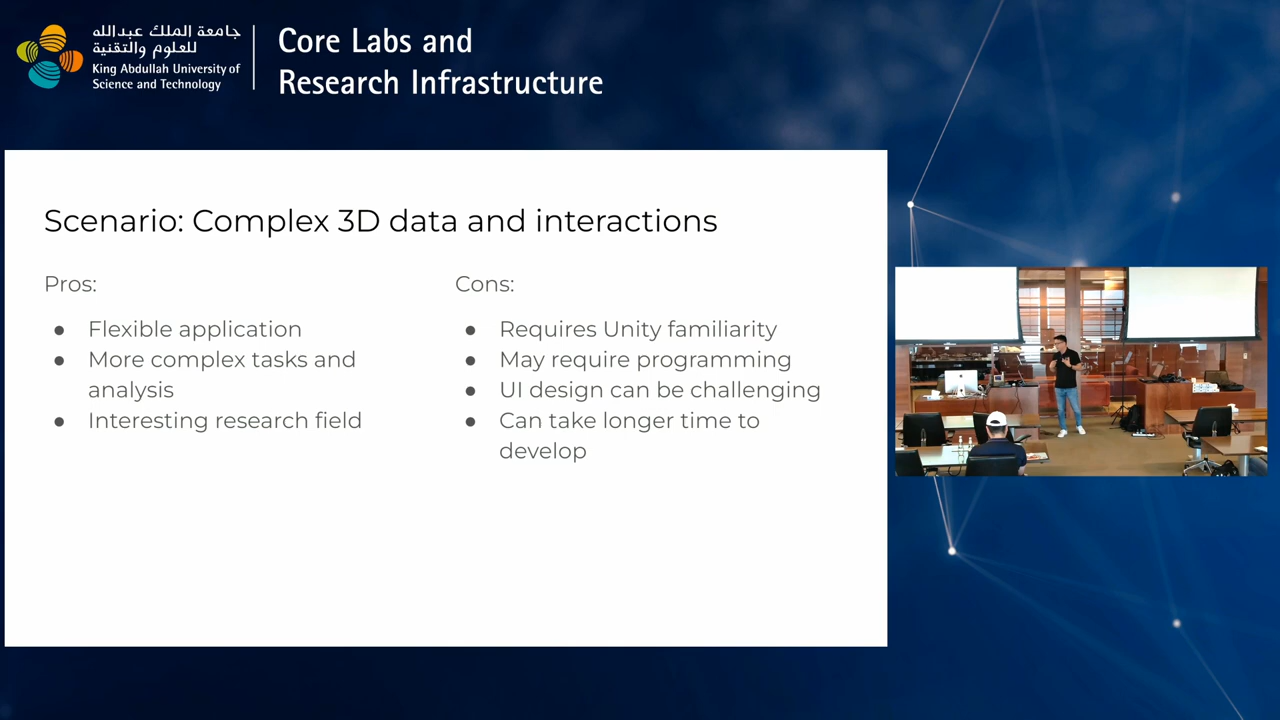 جامعة الملك عبدالله
للعلوم والتقنية
King Abdullah University of
Science and Technology
Core Labs and
Research Infrastructure
Scenario: Complex 3D data and interactions
Pros:
● Flexible application
● More complex tasks and
analysis
● Interesting research field
Cons:
● Requires Unity familiarity
● May require programming
● UI design can be challenging
● Can take longer time to
develop